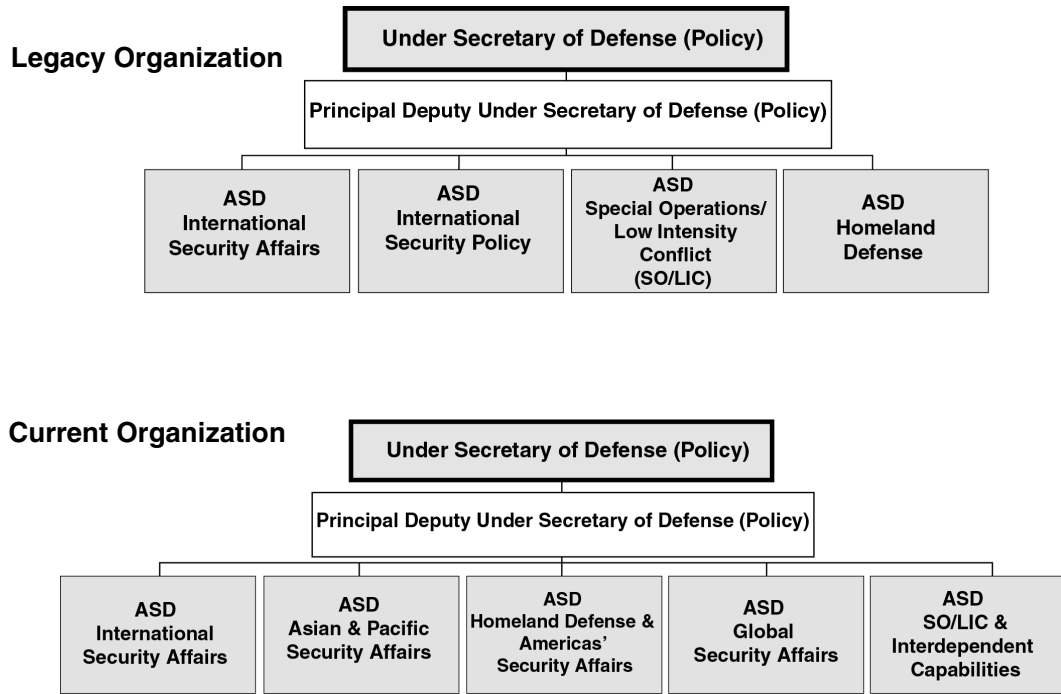 Legacy Organization
Under Secretary of Defense (Policy)
Principal Deputy Under Secretary of Defense (Policy)
ASD
International
Security Affairs
ASD
International
Security Policy
ASD
Special Operations/
Low Intensity
Conflict
(SO/LIC)
ASD
Homeland
Defense
Current Organization
Under Secretary of Defense (Policy)
Principal Deputy Under Secretary of Defense (Policy)
ASD
International
Security Affairs
ASD
Asian & Pacific
Security Affairs
ASD
Homeland Defense &
Americas’
Security Affairs
ASD
Global
Security Affairs
ASD
SO/LIC &
Interdependent
Capabilities